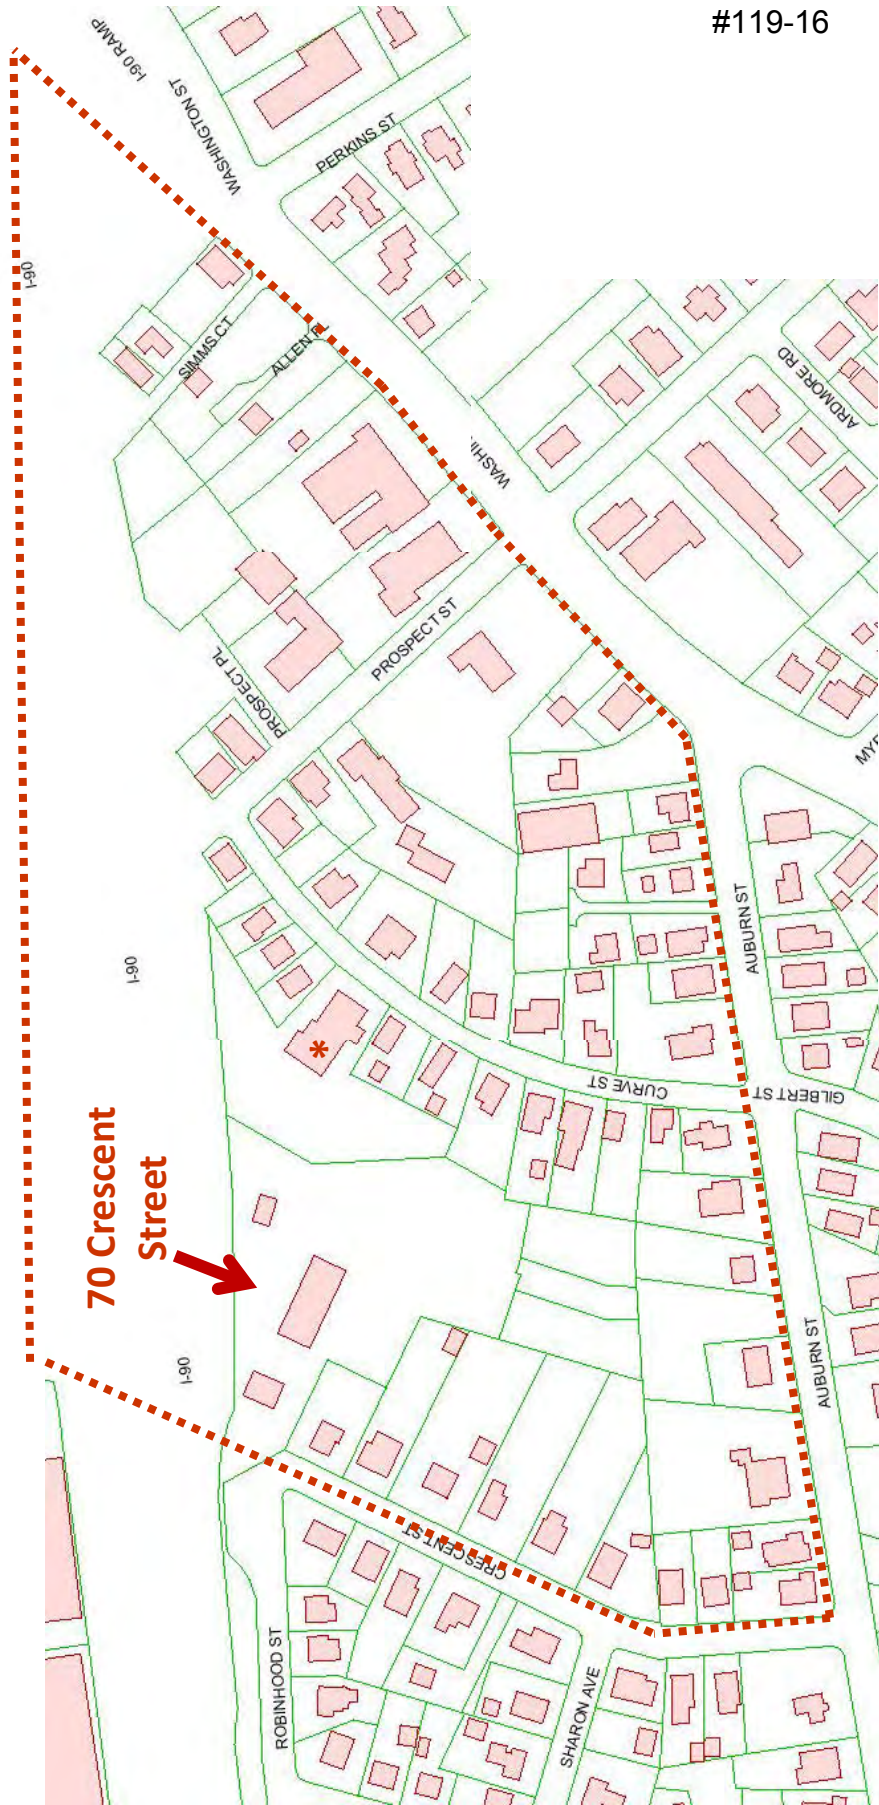 #119-16
I-90 RAMP
WASHINGTON ST
PERKINS ST
I-90
SIMMS CT
ALLEN PL
ARDMORE RD
WASHI
PROSPECT ST
PROSPECT PL
MYR
AUBURN ST
I-90
CURVE ST
GILBERT ST
*
70 Crescent
Street
I-90
AUBURN ST
CRESCENT ST
ROBINHOOD ST
SHARON AVE